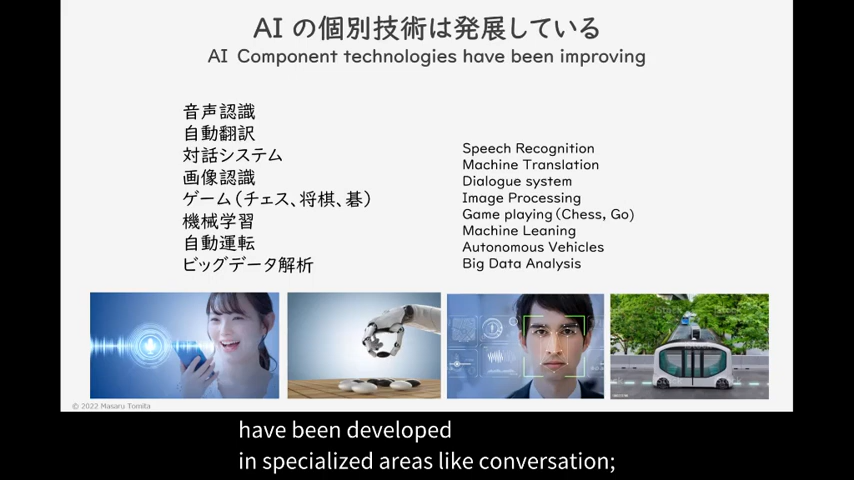 AI の個別技術は発展している
AI Component technologies have been improving
音声認識
自動翻訳
対話システム
画像認識
ゲーム（チェス、将棋、碁）
機械学習
自動運転
ビッグデータ解析
Speech Recognition
Machine Translation
Dialogue system
Image Processing
Game playing（Chess, Go）
Machine Leaning
Autonomous Vehicles
Big Data Analysis
© 2022 Masaru Tomita
have been developed
in specialized areas like conversation;